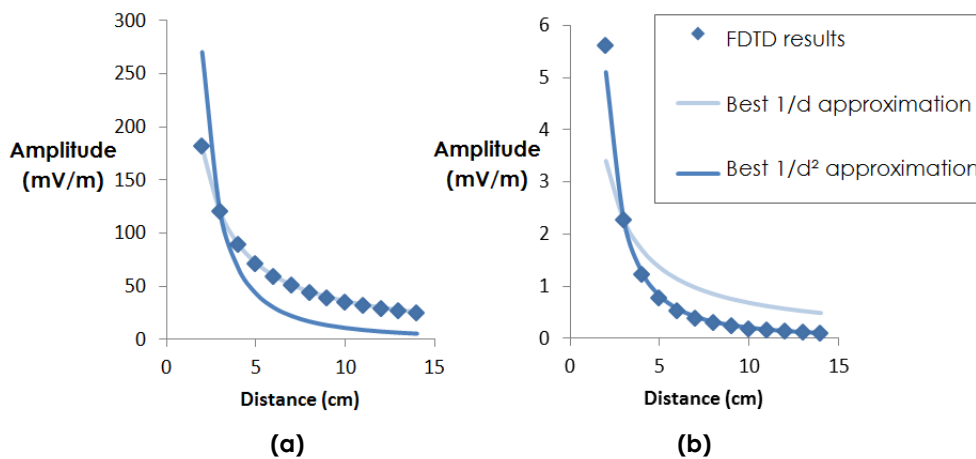 300
250
200
150
100
50
0
Amplitude
(mV/m)
0 5 10 15
Distance (cm)
(a)
6
5
4
3
2
1
0
Amplitude
(mV/m)
0 5 10 15
Distance (cm)
(b)
FDTD results
Best 1/d approximation
Best 1/d² approximation